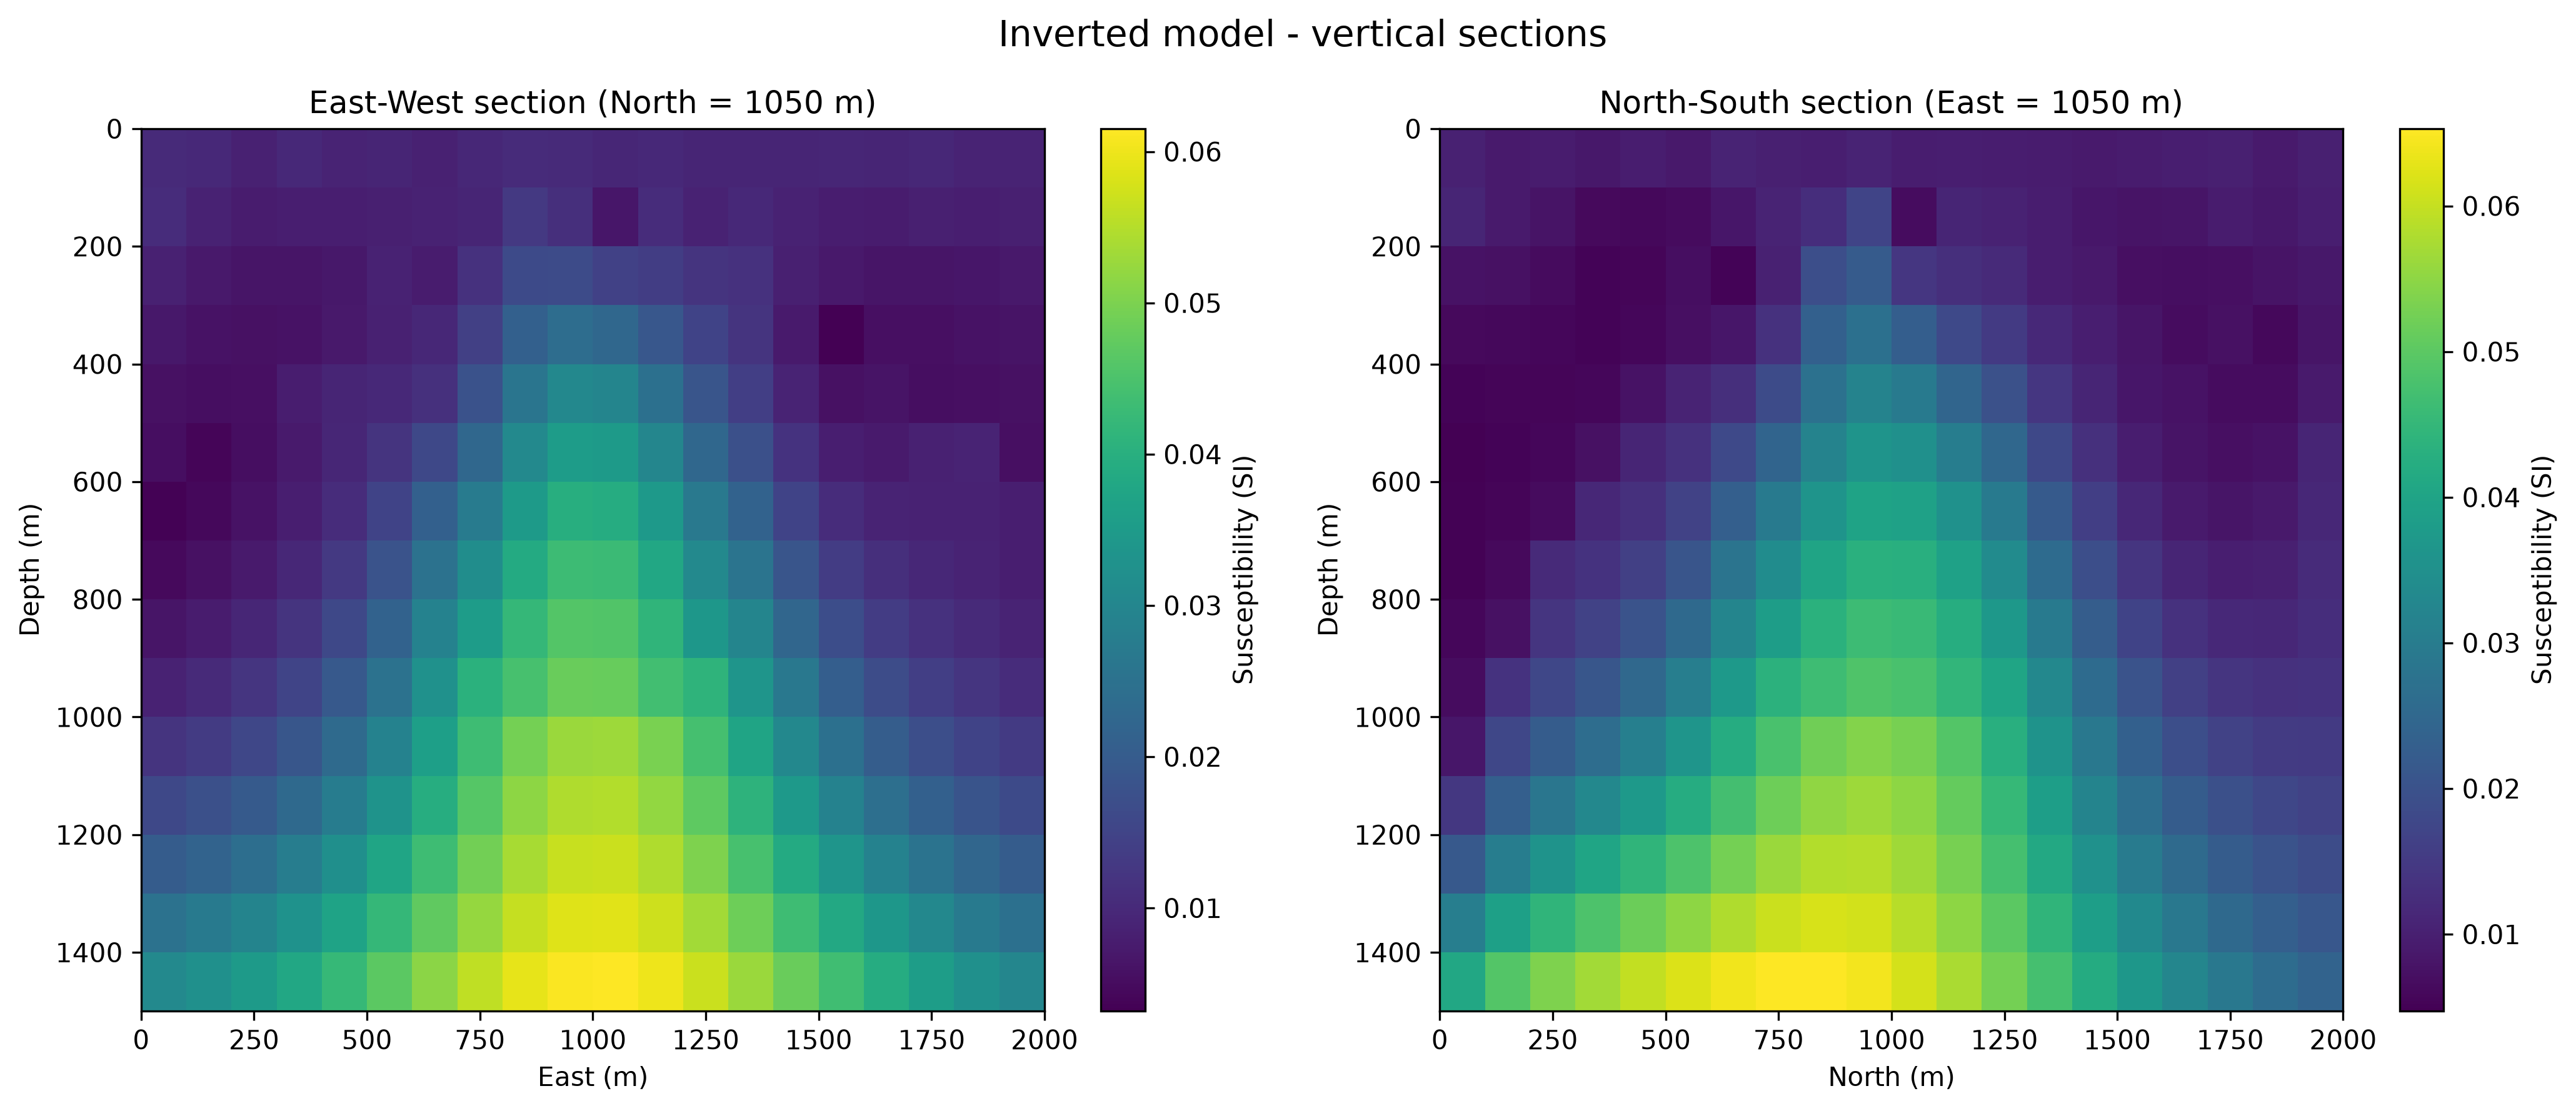 Inverted model - vertical sections
East-West section (North = 1050 m)
0
200
400
600
800
1000
1200
1400
Depth (m)
0 250 500 750 1000 1250 1500 1750 2000
East (m)
0.06
0.05
0.04
0.03
0.02
0.01
Susceptibility (SI)
North-South section (East = 1050 m)
0
200
400
600
800
1000
1200
1400
Depth (m)
0 250 500 750 1000 1250 1500 1750 2000
North (m)
0.06
0.05
0.04
0.03
0.02
0.01
Susceptibility (SI)